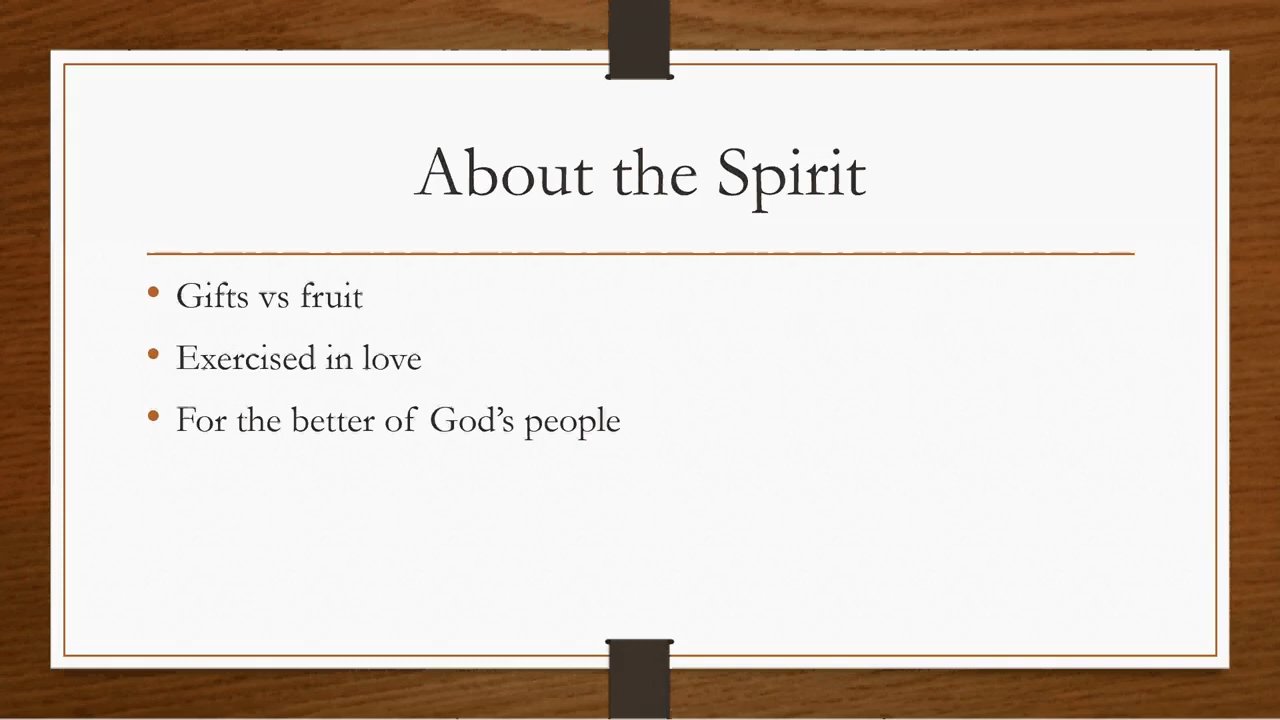 About the Spirit
Gifts vs fruit
Exercised in love
For the better of God’s people